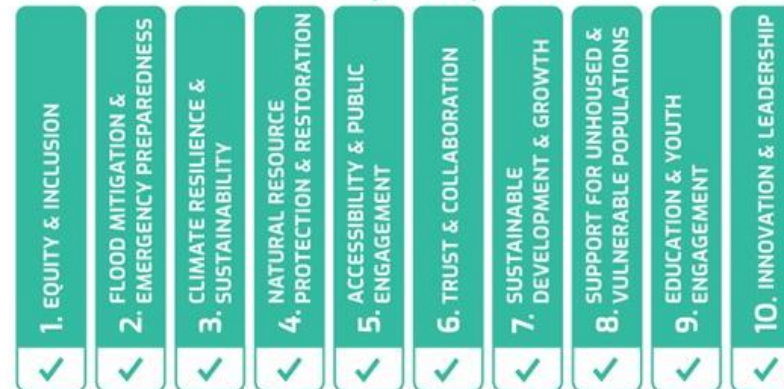 1. EQUITY & INCLUSION
2. FLOOD MITIGATION &
EMERGENCY PREPAREDNESS
3. CLIMATE RESILIENCE &
SUSTAINABILITY
4. NATURAL RESOURCE
PROTECTION & RESTORATION
5. ACCESSIBILITY & PUBLIC
ENGAGEMENT
6. TRUST & COLLABORATION
7. SUSTAINABLE
DEVELOPMENT & GROWTH
8. SUPPORT FOR UNHOUSED &
VULNERABLE POPULATIONS
9. EDUCATION & YOUTH
ENGAGEMENT
10. INNOVATION & LEADERSHIP